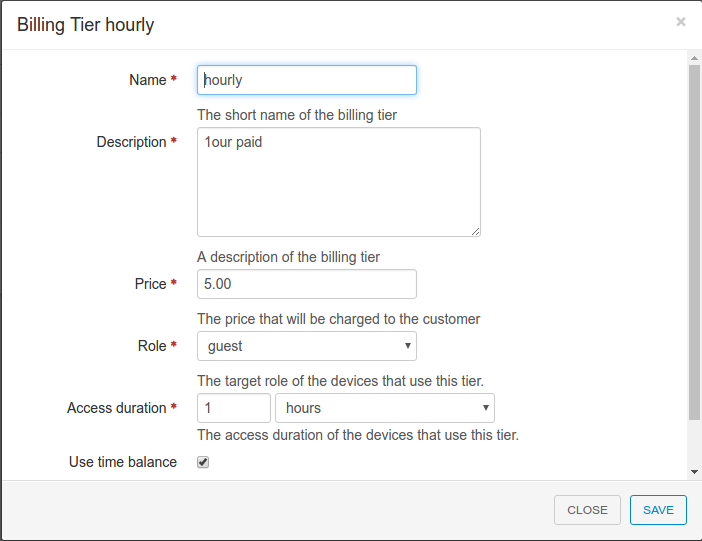 Billing Tier hourly ×
Name * hourly
The short name of the billing tier
Description * 1our paid
A description of the billing tier
Price * 5.00
The price that will be charged to the customer
Role * guest
The target role of the devices that use this tier.
Access duration * 1 hours
The access duration of the devices that use this tier.
Use time balance
CLOSE SAVE